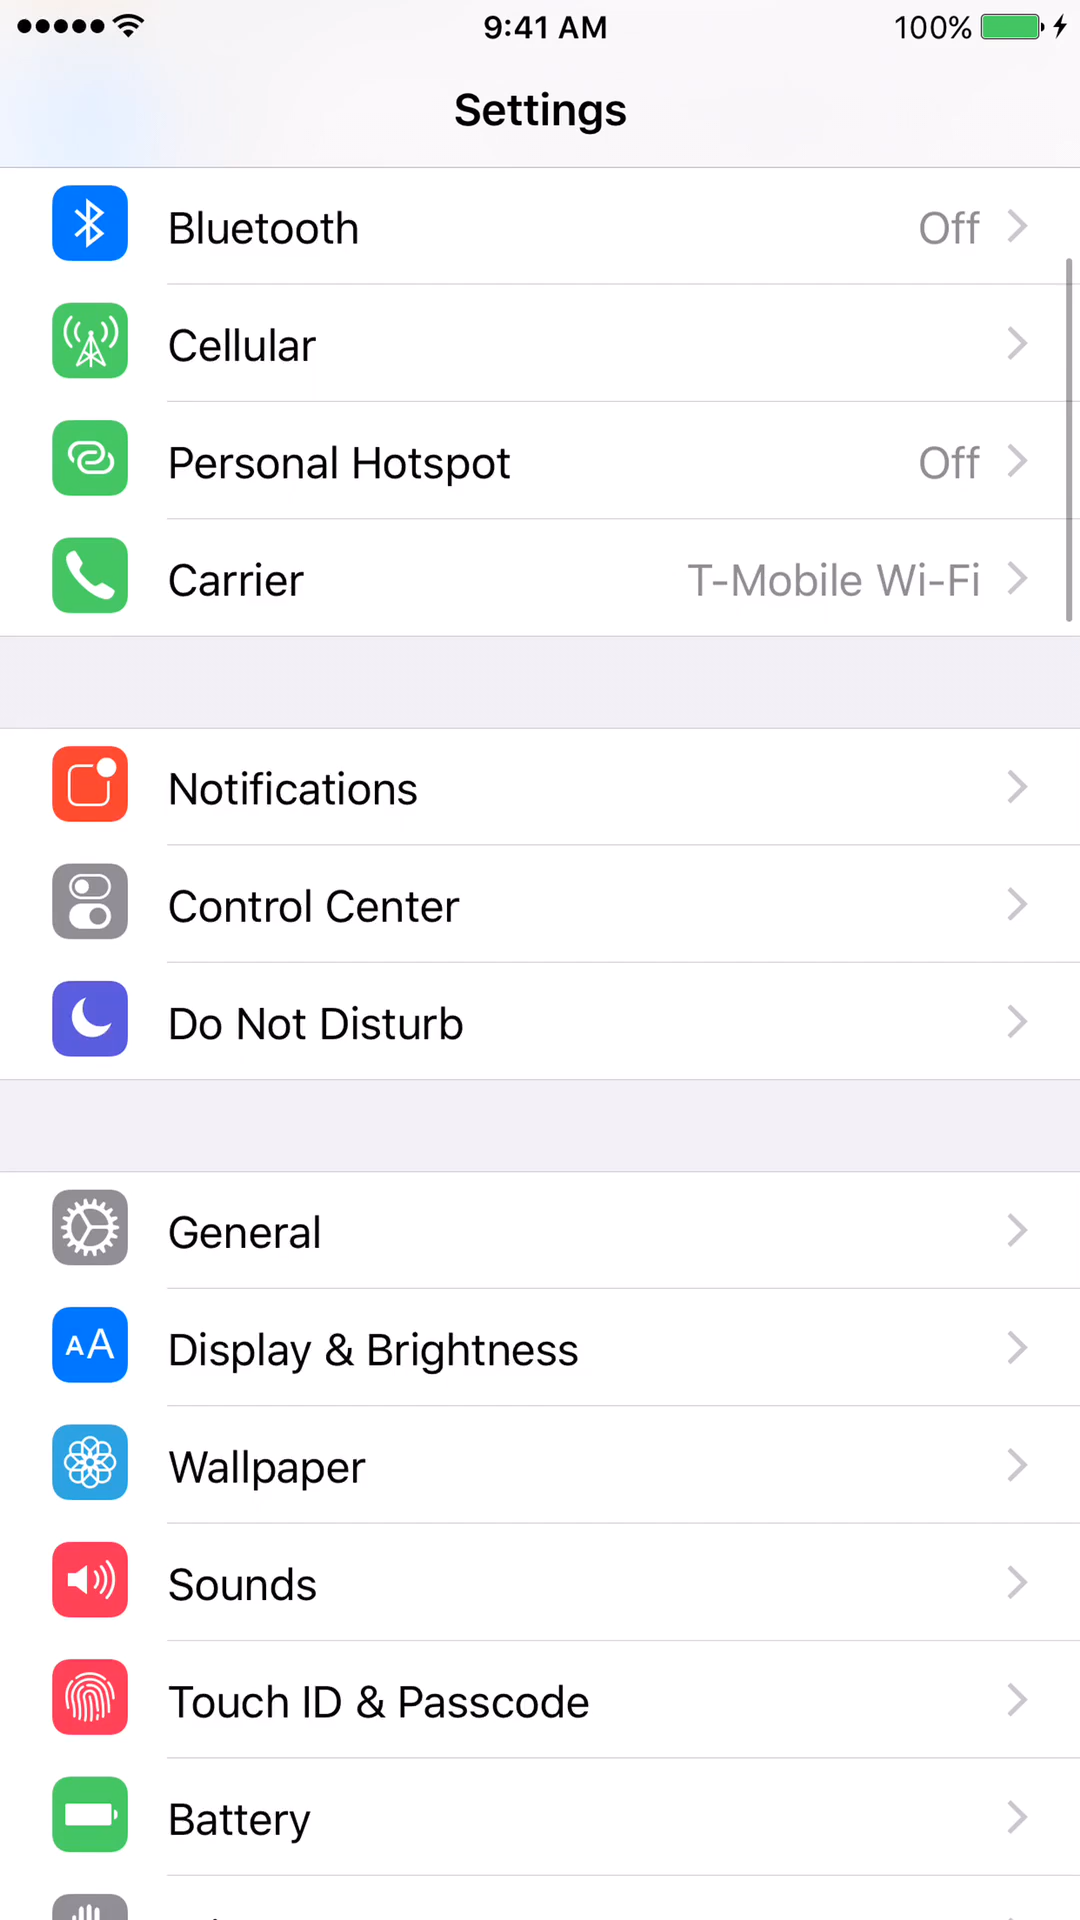 9:41 AM 100%
Settings
Bluetooth Off
Cellular
Personal Hotspot Off
Carrier T-Mobile Wi-Fi
Notifications
Control Center
Do Not Disturb
General
AA Display & Brightness
Wallpaper
Sounds
Touch ID & Passcode
Battery